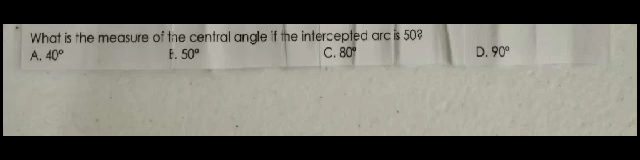 What is the measure of the central angle if the intercepted arc is 50?
A. 40° B. 50° C. 80° D. 90°